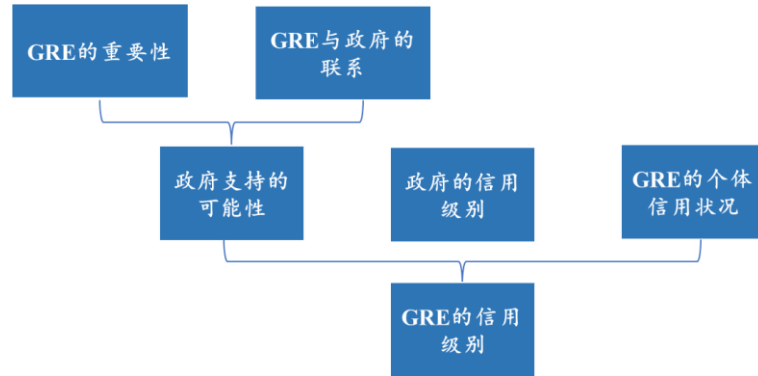 GRE的重要性
GRE与政府的
联系
政府支持的
可能性
政府的信用
级别
GRE的个体
信用状况
GRE的信用
级别